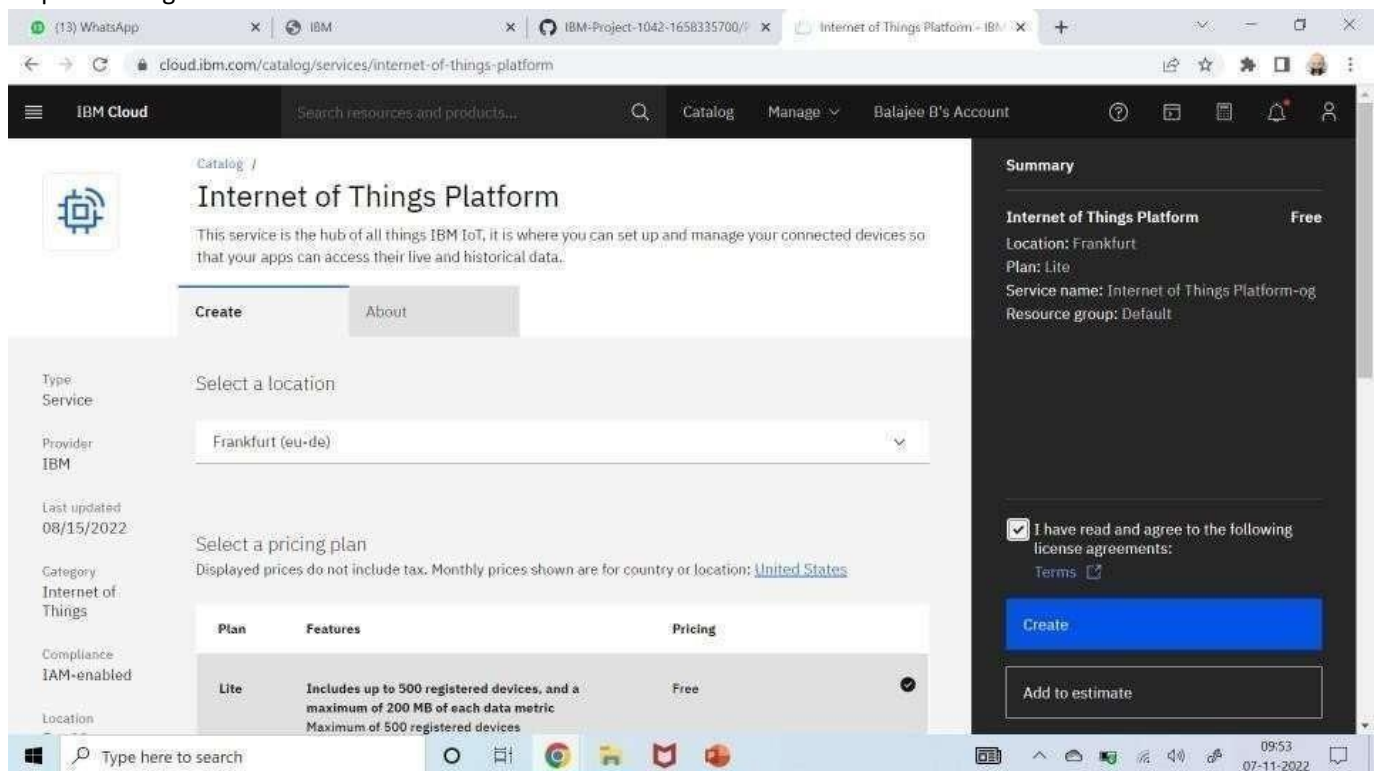 (13) WhatsApp
IBM
IBM-Project-1042-1658335700/
Internet of Things Platform - IBM
cloud.ibm.com/catalog/services/internet-of-things-platform
IBM Cloud
Search resources and products...
Catalog
Manage
Balajee B's Account
Catalog /
Internet of Things Platform
This service is the hub of all things IBM IoT, it is where you can set up and manage your connected devices so
that your apps can access their live and historical data.
Create
About
Type
Service
Provider
IBM
Last updated
08/15/2022
Category
Internet of
Things
Compliance
IAM-enabled
Location
Select a location
Frankfurt (eu-de)
Select a pricing plan
Displayed prices do not include tax. Monthly prices shown are for country or location: United States
Plan Features Pricing
Lite Includes up to 500 registered devices, and a Free
maximum of 200 MB of each data metric
Maximum of 500 registered devices
Summary
Internet of Things Platform Free
Location: Frankfurt
Plan: Lite
Service name: Internet of Things Platform-og
Resource group: Default
I have read and agree to the following
license agreements:
Terms
Create
Add to estimate
Type here to search
09:53
07-11-2022